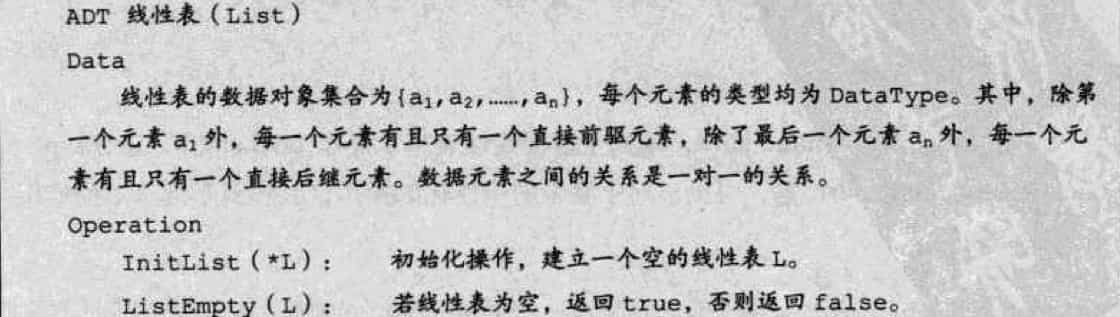 ADT 线性表(List)
Data
线性表的数据对象集合为{a₁,a₂,……,aₙ},每个元素的类型均为 DataType。其中,除第
一个元素 a₁ 外,每一个元素有且只有一个直接前驱元素,除了最后一个元素 aₙ 外,每一个元
素有且只有一个直接后继元素。数据元素之间的关系是一对一的关系。
Operation
InitList(*L): 初始化操作,建立一个空的线性表 L。
ListEmpty(L): 若线性表为空,返回 true,否则返回 false。